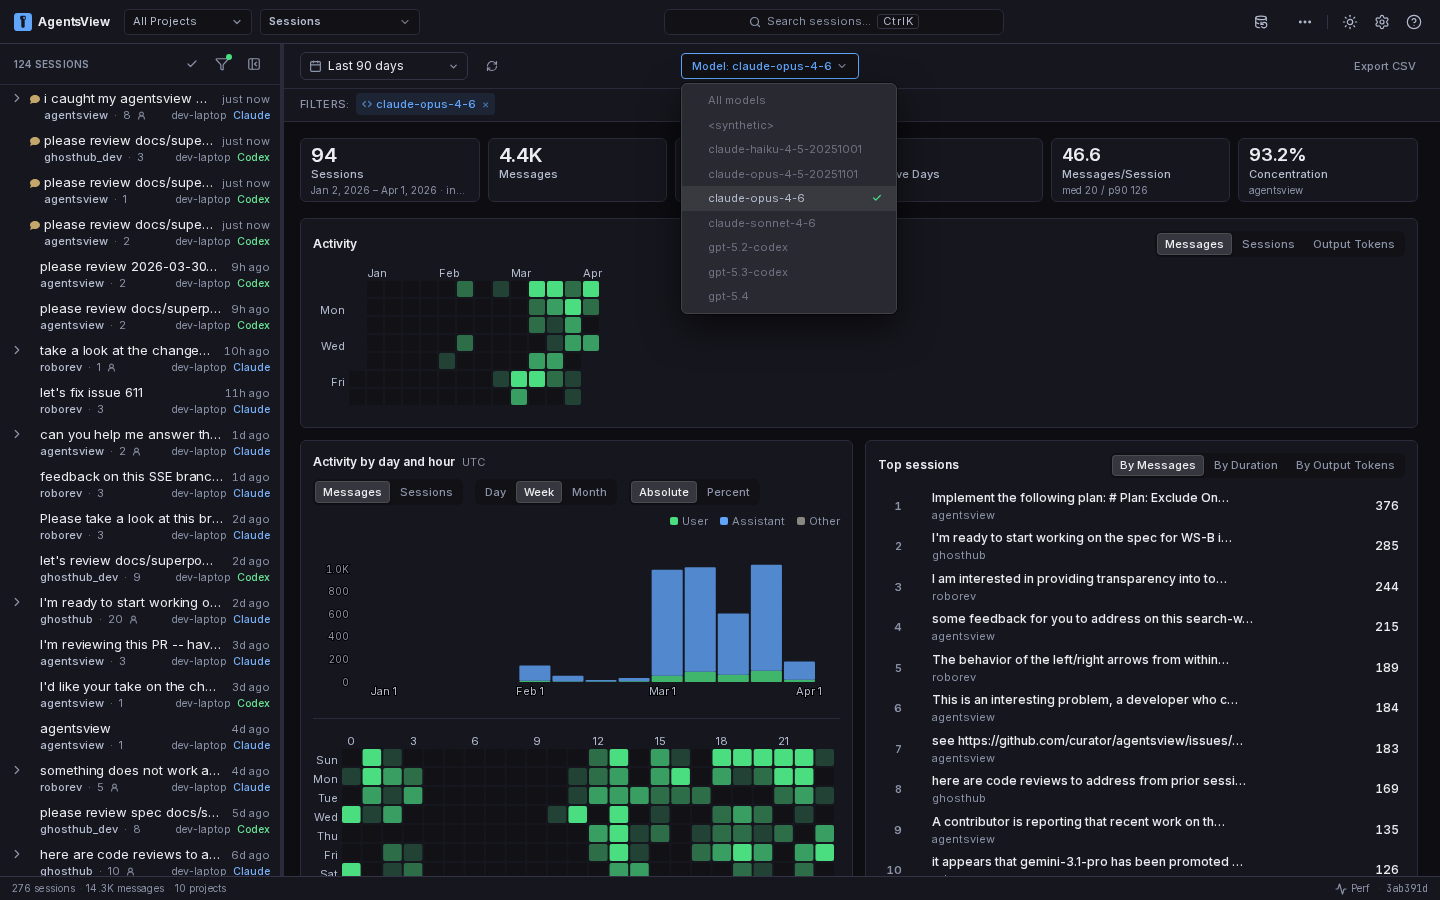 AgentsView
All Projects
Sessions
Search sessions... CtrlK
124 SESSIONS
Last 90 days
Model: claude-opus-4-6
Export CSV
FILTERS: claude-opus-4-6 ×
All models
<synthetic>
claude-haiku-4-5-20251001
claude-opus-4-5-20251101
claude-opus-4-6
claude-sonnet-4-6
gpt-5.2-codex
gpt-5.3-codex
gpt-5.4
i caught my agentsview ... just now
agentsview · 8 dev-laptop Claude
please review docs/supe... just now
ghosthub_dev · 3 dev-laptop Codex
please review docs/supe... just now
agentsview · 1 dev-laptop Codex
please review docs/supe... just now
agentsview · 2 dev-laptop Codex
please review 2026-03-30... 9h ago
agentsview · 2 dev-laptop Codex
please review docs/superp... 9h ago
agentsview · 2 dev-laptop Codex
take a look at the change... 10h ago
roborev · 1 dev-laptop Claude
let's fix issue 611 11h ago
roborev · 3 dev-laptop Claude
can you help me answer th... 1d ago
agentsview · 2 dev-laptop Claude
feedback on this SSE branc... 1d ago
roborev · 3 dev-laptop Claude
Please take a look at this br... 2d ago
roborev · 3 dev-laptop Claude
let's review docs/superpo... 2d ago
ghosthub_dev · 9 dev-laptop Codex
I'm ready to start working o... 2d ago
ghosthub · 20 dev-laptop Claude
I'm reviewing this PR -- hav... 3d ago
agentsview · 3 dev-laptop Claude
I'd like your take on the ch... 3d ago
agentsview · 1 dev-laptop Codex
agentsview 4d ago
agentsview · 1 dev-laptop Claude
something does not work a... 4d ago
roborev · 5 dev-laptop Claude
please review spec docs/s... 5d ago
ghosthub_dev · 8 dev-laptop Codex
here are code reviews to a... 6d ago
ghosthub · 10 dev-laptop Claude
94
Sessions
Jan 2, 2026 – Apr 1, 2026 · in...
4.4K
Messages
ve Days
46.6
Messages/Session
med 20 / p90 126
93.2%
Concentration
agentsview
Activity
Messages Sessions Output Tokens
Jan Feb Mar Apr
Mon
Wed
Fri
Activity by day and hour UTC
Messages Sessions Day Week Month Absolute Percent
User Assistant Other
1.0K
800
600
400
200
0
Jan 1 Feb 1 Mar 1 Apr 1
0 3 6 9 12 15 18 21
Sun
Mon
Tue
Wed
Thu
Fri
Sat
Top sessions
By Messages By Duration By Output Tokens
1 Implement the following plan: # Plan: Exclude On... 376
agentsview
2 I'm ready to start working on the spec for WS-B i... 285
ghosthub
3 I am interested in providing transparency into to... 244
roborev
4 some feedback for you to address on this search-w... 215
agentsview
5 The behavior of the left/right arrows from within... 189
roborev
6 This is an interesting problem, a developer who c... 184
agentsview
7 see https://github.com/curator/agentsview/issues/... 183
agentsview
8 here are code reviews to address from prior sessi... 169
ghosthub
9 A contributor is reporting that recent work on th... 135
agentsview
10 it appears that gemini-3.1-pro has been promoted ... 126
276 sessions 14.3K messages 10 projects
Perf 3ab391d